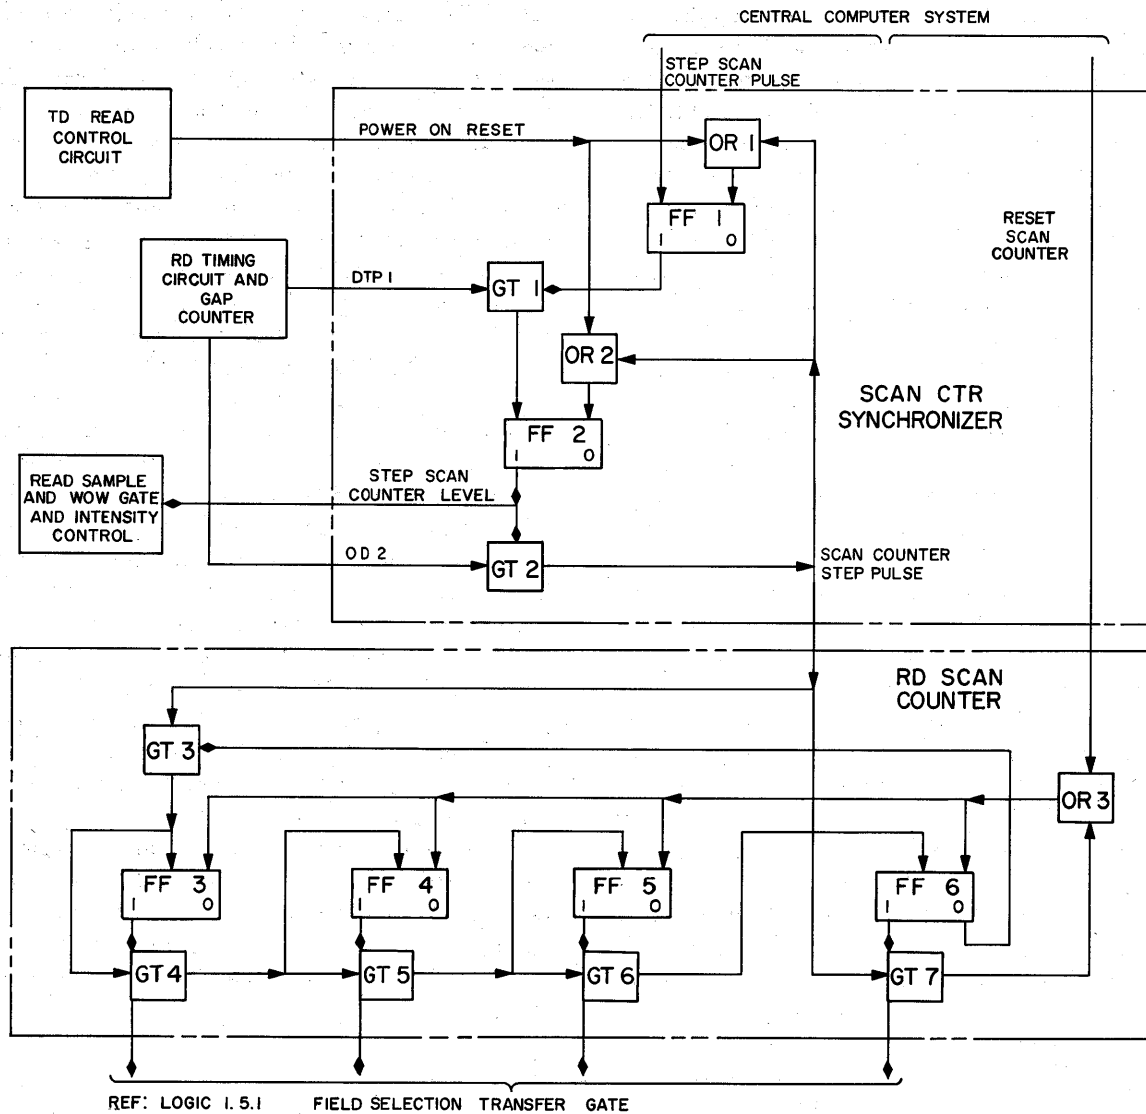 CENTRAL COMPUTER SYSTEM
STEP SCAN
COUNTER PULSE
TD READ
CONTROL
CIRCUIT
POWER ON RESET
OR 1
FF 1
1 0
RESET
SCAN
COUNTER
RD TIMING
CIRCUIT AND
GAP
COUNTER
DTP 1
GT 1
OR 2
SCAN CTR
SYNCHRONIZER
FF 2
1 0
READ SAMPLE
AND WOW GATE
AND INTENSITY
CONTROL
STEP SCAN
COUNTER LEVEL
OD 2
GT 2
SCAN COUNTER
STEP PULSE
RD SCAN
COUNTER
GT 3
OR 3
FF 3
1 0
FF 4
1 0
FF 5
1 0
FF 6
1 0
GT 4
GT 5
GT 6
GT 7
REF: LOGIC 1.5.1
FIELD SELECTION TRANSFER GATE